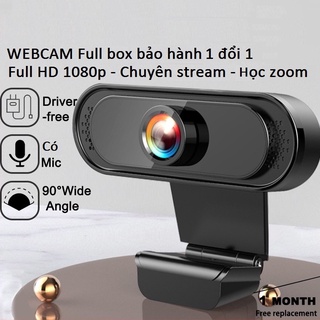 WEBCAM Full box bảo hành 1 đổi 1
Full HD 1080p - Chuyên stream - Học zoom
Driver
-free
Có
Mic
90°Wide
Angle
1 MONTH
Free replacement